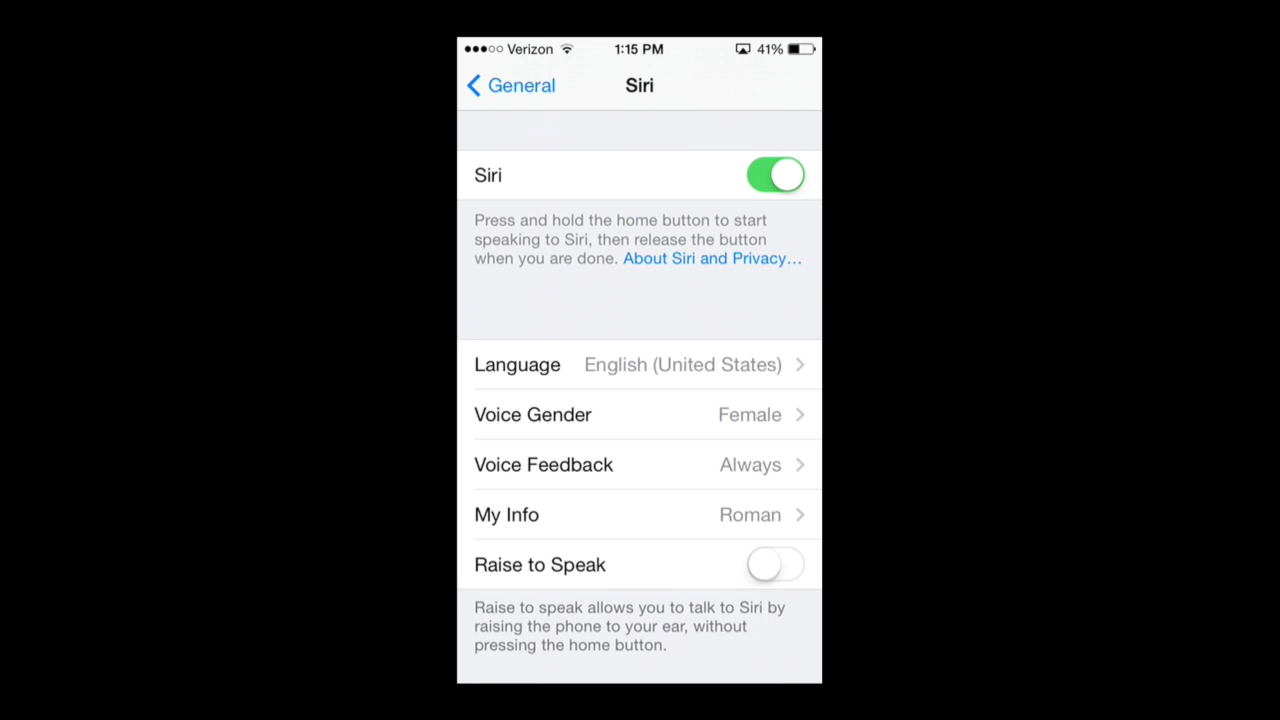 Verizon 1:15 PM 41%
General Siri
Siri
Press and hold the home button to start
speaking to Siri, then release the button
when you are done. About Siri and Privacy...
Language English (United States)
Voice Gender Female
Voice Feedback Always
My Info Roman
Raise to Speak
Raise to speak allows you to talk to Siri by
raising the phone to your ear, without
pressing the home button.